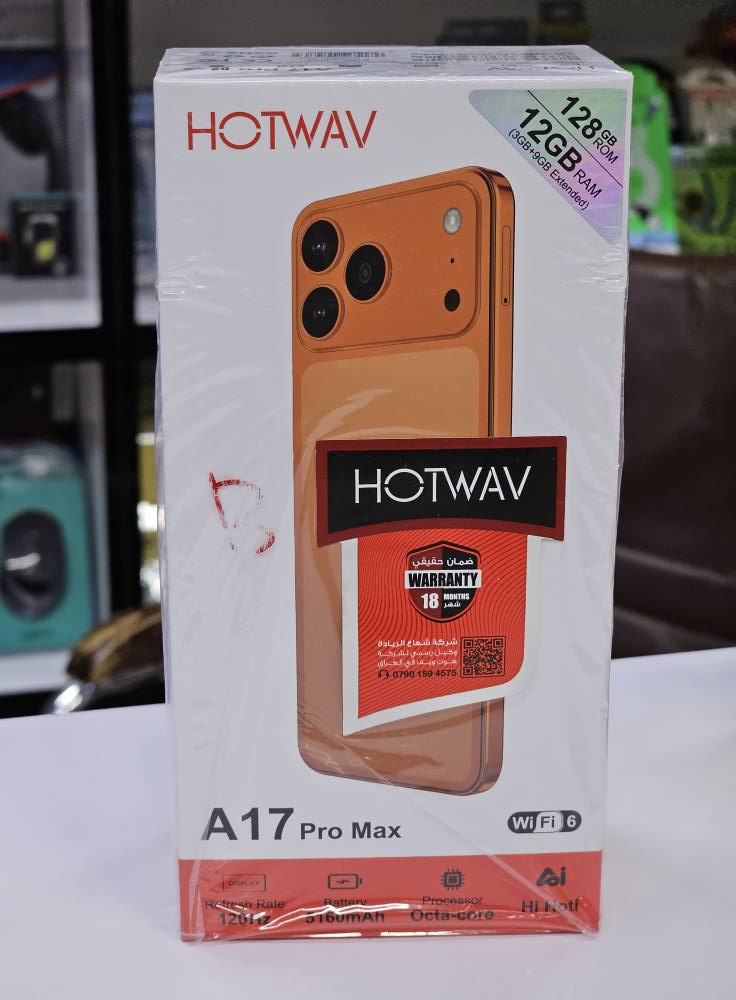 HOTWAV
128GB ROM
12GB RAM
(3GB+9GB Extended)
HOTWAV
ضمان حقيقي
WARRANTY
18 MONTHS
شهر
شركة شعاع الريادة
وكيل رسمي لشركة
هوت ويف في العراق
0790 159 4575
A17 Pro Max
WiFi 6
DISPLAY
Refresh Rate
120Hz
Battery
5160mAh
Processor
Octa-core
Ai
Hi Hoti